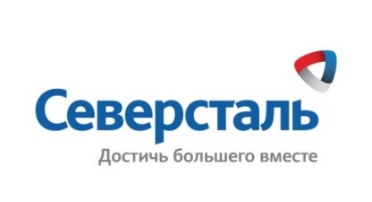 Северсталь
Достичь большего вместе